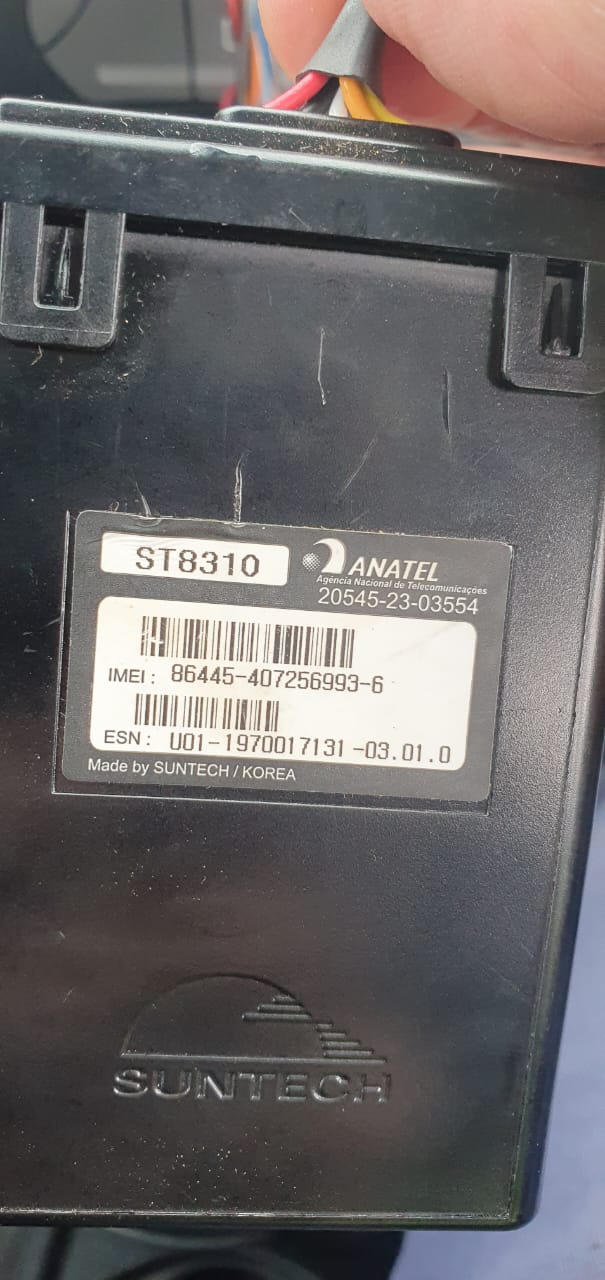 ST8310
ANATEL
Agência Nacional de Telecomunicações
20545-23-03554
IMEI: 86445-407256993-6
ESN: U01-1970017131-03.01.0
Made by SUNTECH / KOREA
SUNTECH